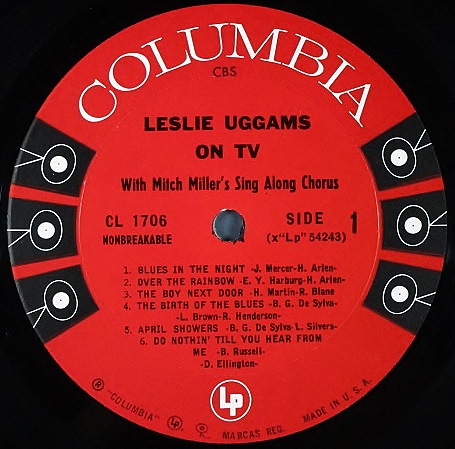 COLUMBIA
CBS
LESLIE UGGAMS
ON TV
With Mitch Miller's Sing Along Chorus
CL 1706 SIDE 1
NONBREAKABLE (x"Lp" 54243)
1. BLUES IN THE NIGHT -J. Mercer-H. Arlen-
2. OVER THE RAINBOW -E. Y. Harburg-H. Arlen-
3. THE BOY NEXT DOOR -H. Martin-R. Blane
4. THE BIRTH OF THE BLUES -B. G. De Sylva-
-L. Brown-R. Henderson-
5. APRIL SHOWERS -B. G. De Sylva-L. Silvers-
6. DO NOTHIN' TILL YOU HEAR FROM
ME -B. Russell-
-D. Ellington-
Lp
® "COLUMBIA" Lp MARCAS REG. MADE IN U. S. A.